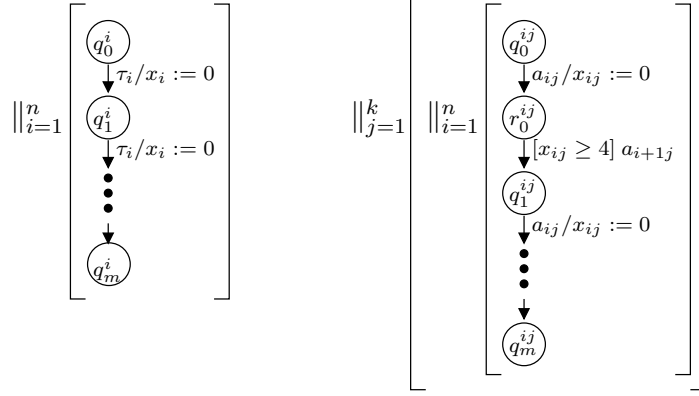 ‖ⁿᵢ₌₁
q₀ⁱ
τᵢ/xᵢ := 0
q₁ⁱ
τᵢ/xᵢ := 0
qₘⁱ
‖ᵏⱼ₌₁ ‖ⁿᵢ₌₁
q₀ⁱʲ
aᵢⱼ/xᵢⱼ := 0
r₀ⁱʲ
[xᵢⱼ ≥ 4] aᵢ₊₁ⱼ
q₁ⁱʲ
aᵢⱼ/xᵢⱼ := 0
qₘⁱʲ